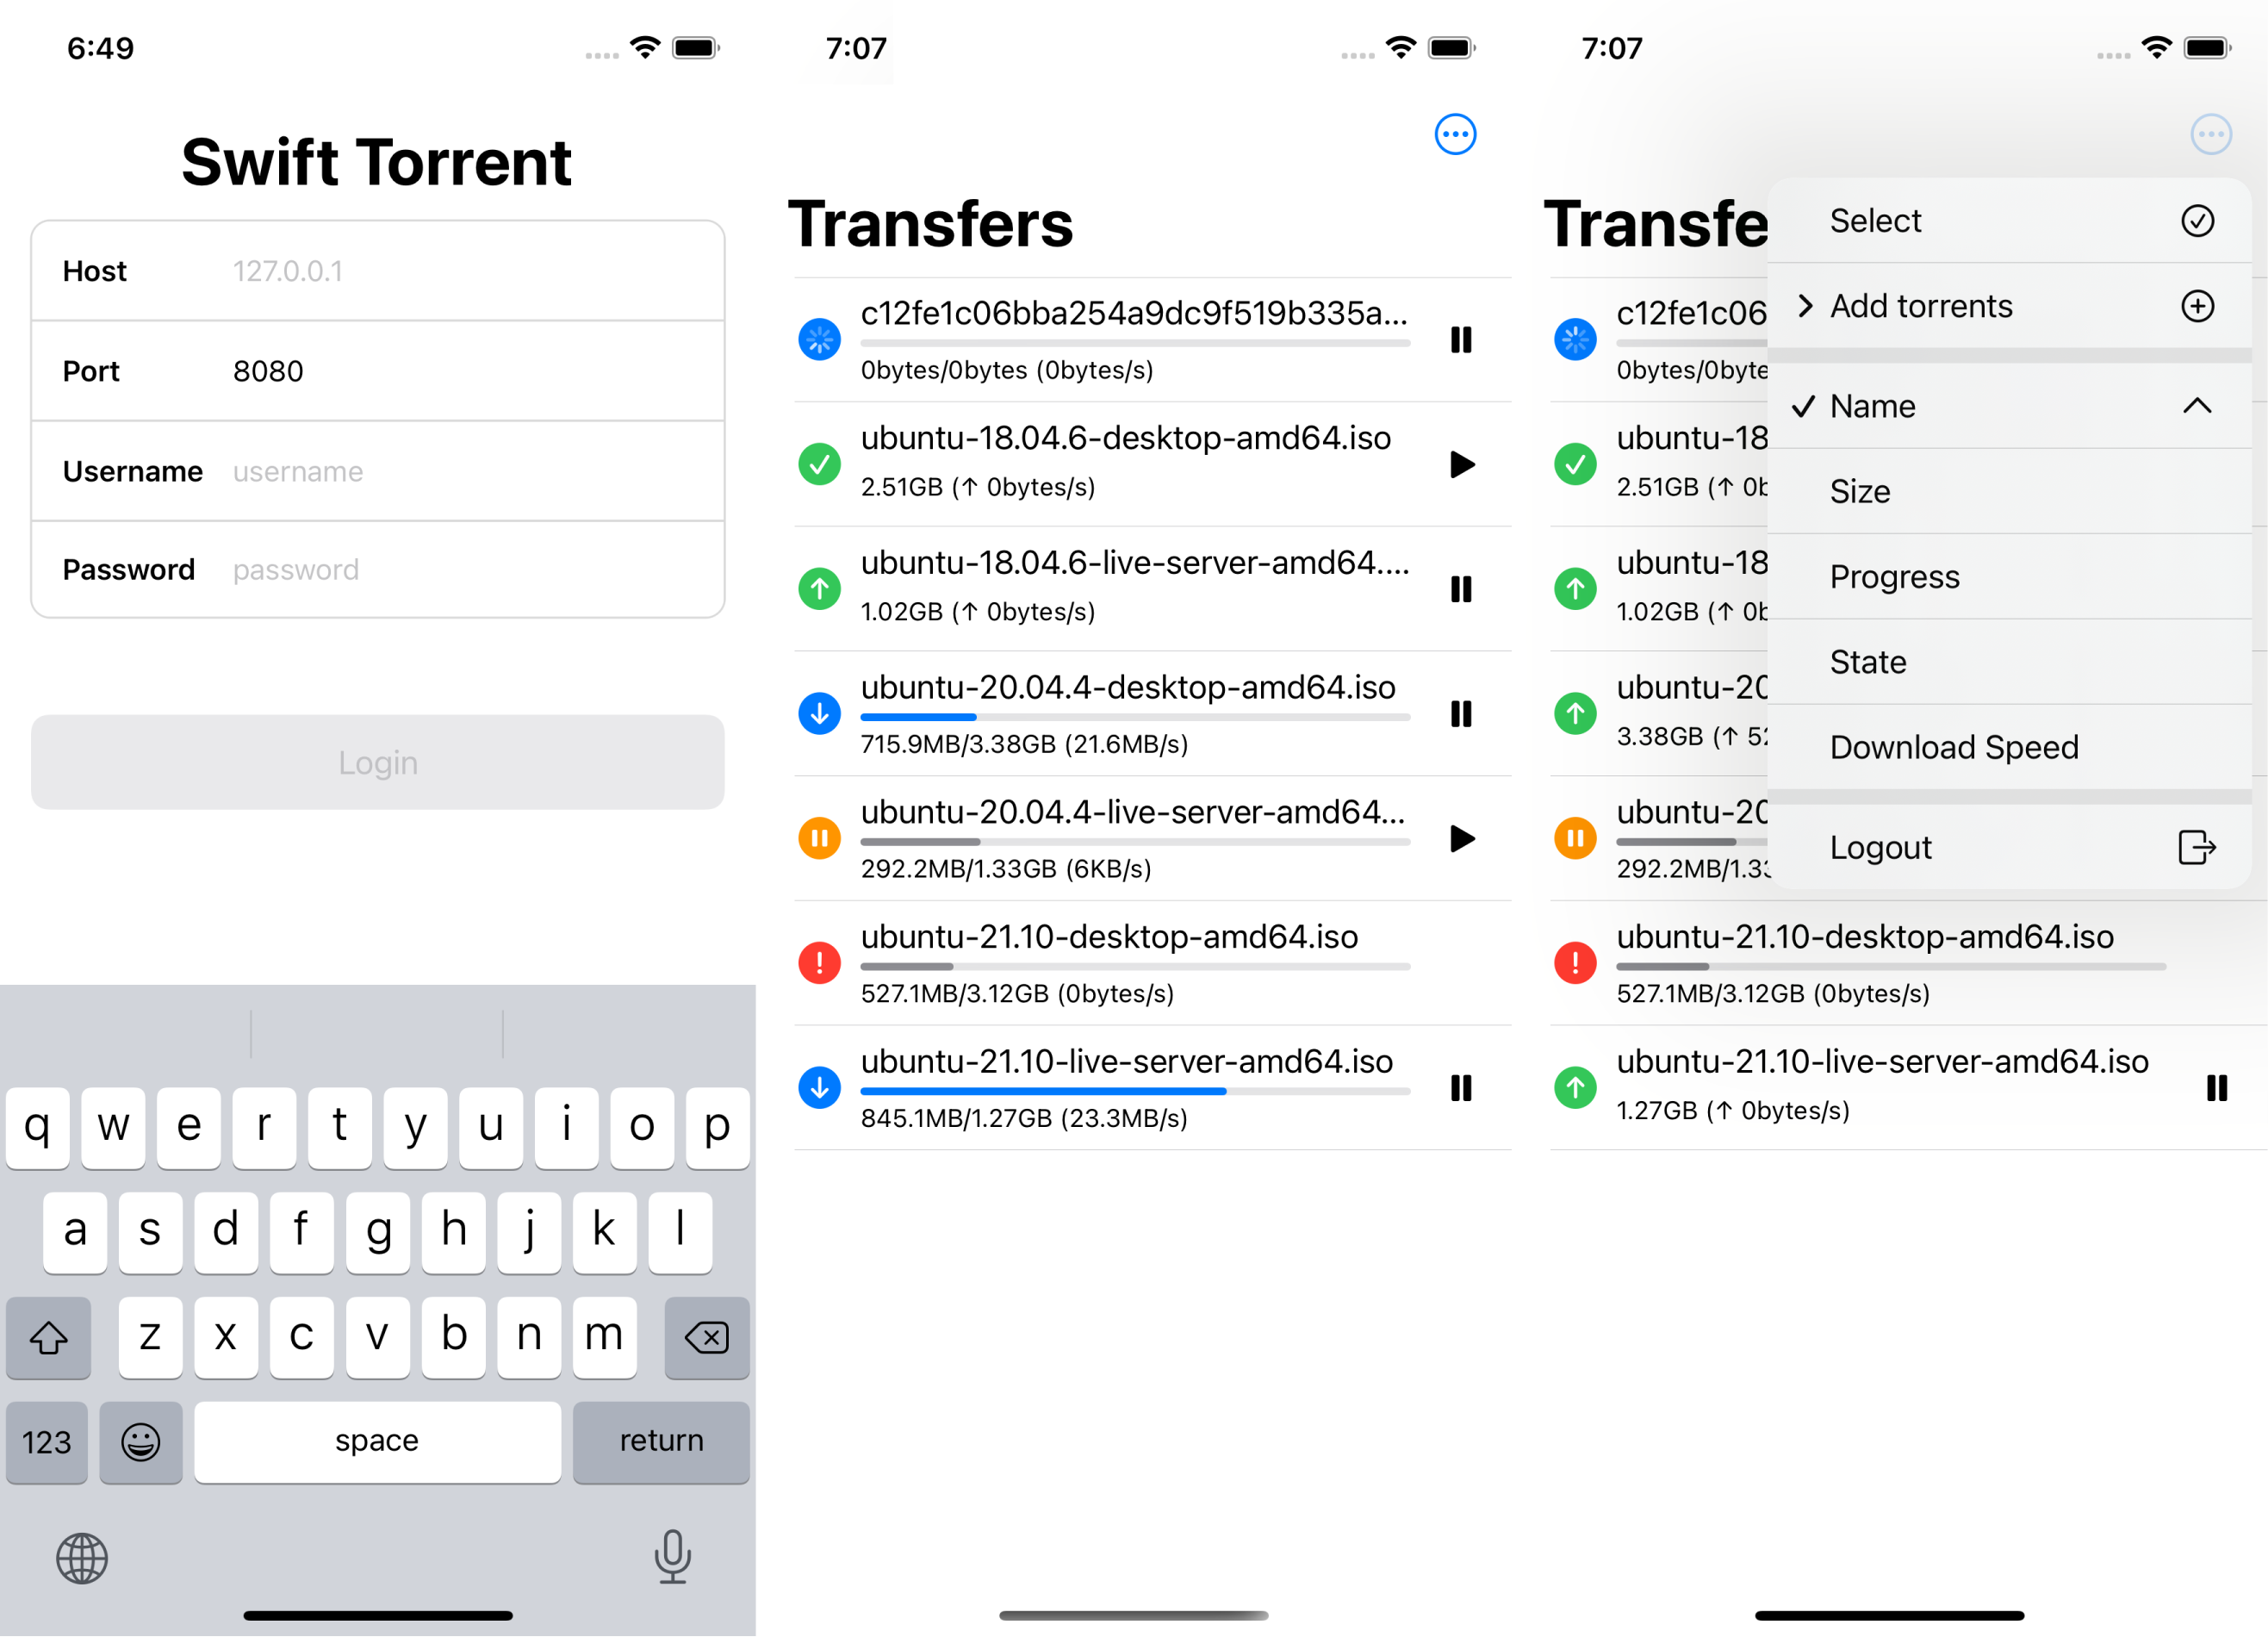 6:49
Swift Torrent
Host 127.0.0.1
Port 8080
Username username
Password password
Login
q w e r t y u i o p
a s d f g h j k l
z x c v b n m
123 space return
7:07
Transfers
c12fe1c06bba254a9dc9f519b335a...
0bytes/0bytes (0bytes/s)
ubuntu-18.04.6-desktop-amd64.iso
2.51GB (↑ 0bytes/s)
ubuntu-18.04.6-live-server-amd64....
1.02GB (↑ 0bytes/s)
ubuntu-20.04.4-desktop-amd64.iso
715.9MB/3.38GB (21.6MB/s)
ubuntu-20.04.4-live-server-amd64...
292.2MB/1.33GB (6KB/s)
ubuntu-21.10-desktop-amd64.iso
527.1MB/3.12GB (0bytes/s)
ubuntu-21.10-live-server-amd64.iso
845.1MB/1.27GB (23.3MB/s)
7:07
Transfe
c12fe1c06
0bytes/0byte
ubuntu-18
2.51GB (↑ 0b
ubuntu-18
1.02GB (↑ 0b
ubuntu-20
3.38GB (↑ 52
ubuntu-20
292.2MB/1.33
ubuntu-21.10-desktop-amd64.iso
527.1MB/3.12GB (0bytes/s)
ubuntu-21.10-live-server-amd64.iso
1.27GB (↑ 0bytes/s)
Select
Add torrents
Name
Size
Progress
State
Download Speed
Logout